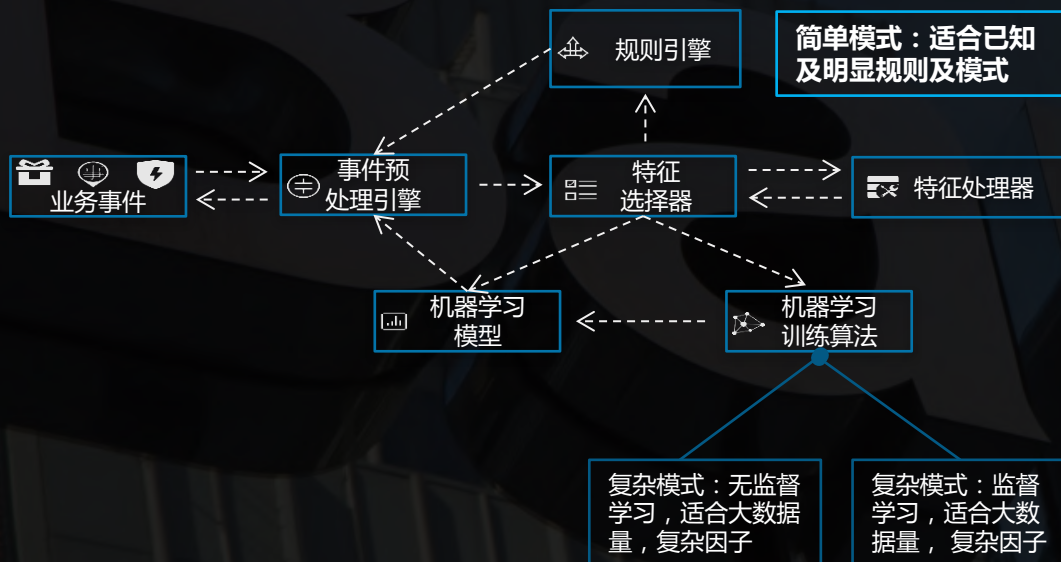 规则引擎
简单模式：适合已知
及明显规则及模式
业务事件
事件预
处理引擎
特征
选择器
特征处理器
机器学习
模型
机器学习
训练算法
复杂模式：无监督
学习，适合大数据
量，复杂因子
复杂模式：监督
学习，适合大数
据量， 复杂因子